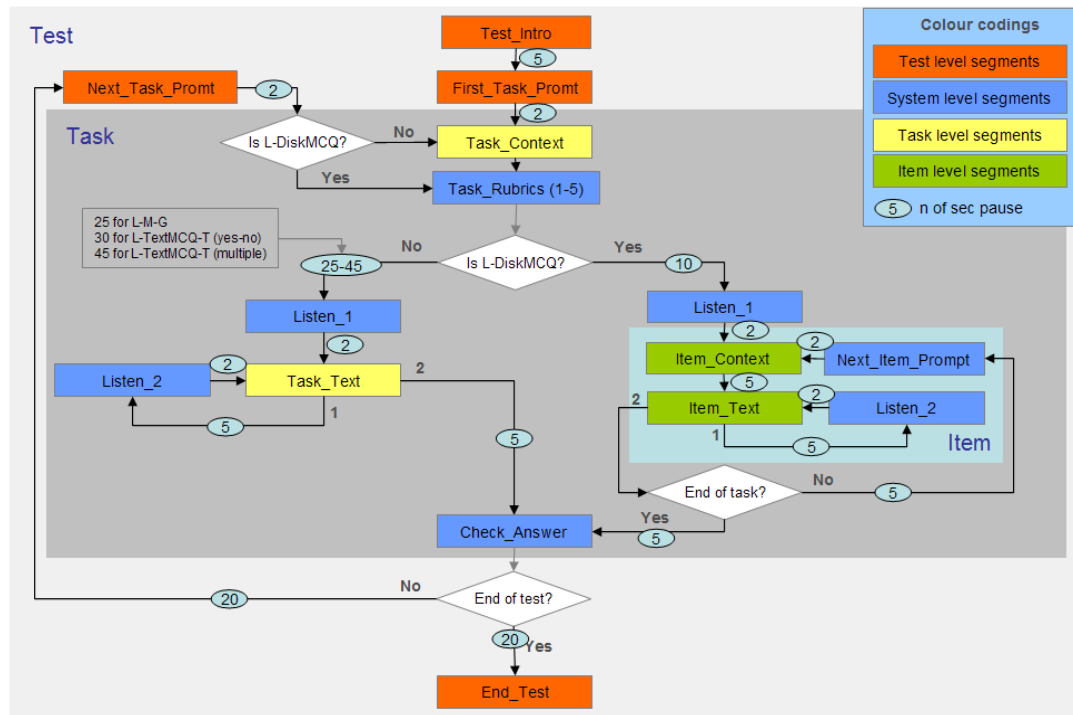 Test
Test_Intro
5
Colour codings
Test level segments
System level segments
Task level segments
Item level segments
5 n of sec pause
Next_Task_Promt
2
First_Task_Promt
2
Task
Is L-DiskMCQ?
No
Yes
Task_Context
Task_Rubrics (1-5)
25 for L-M-G
30 for L-TextMCQ-T (yes-no)
45 for L-TextMCQ-T (multiple)
25-45
No
Is L-DiskMCQ?
Yes
10
Listen_1
2
Listen_1
2
Listen_2
2
Task_Text
2
1
5
5
Item_Context
2
Next_Item_Prompt
5
2
Item_Text
2
Listen_2
1
5
Item
End of task?
No
5
Yes
5
Check_Answer
No
20
End of test?
20
Yes
End_Test